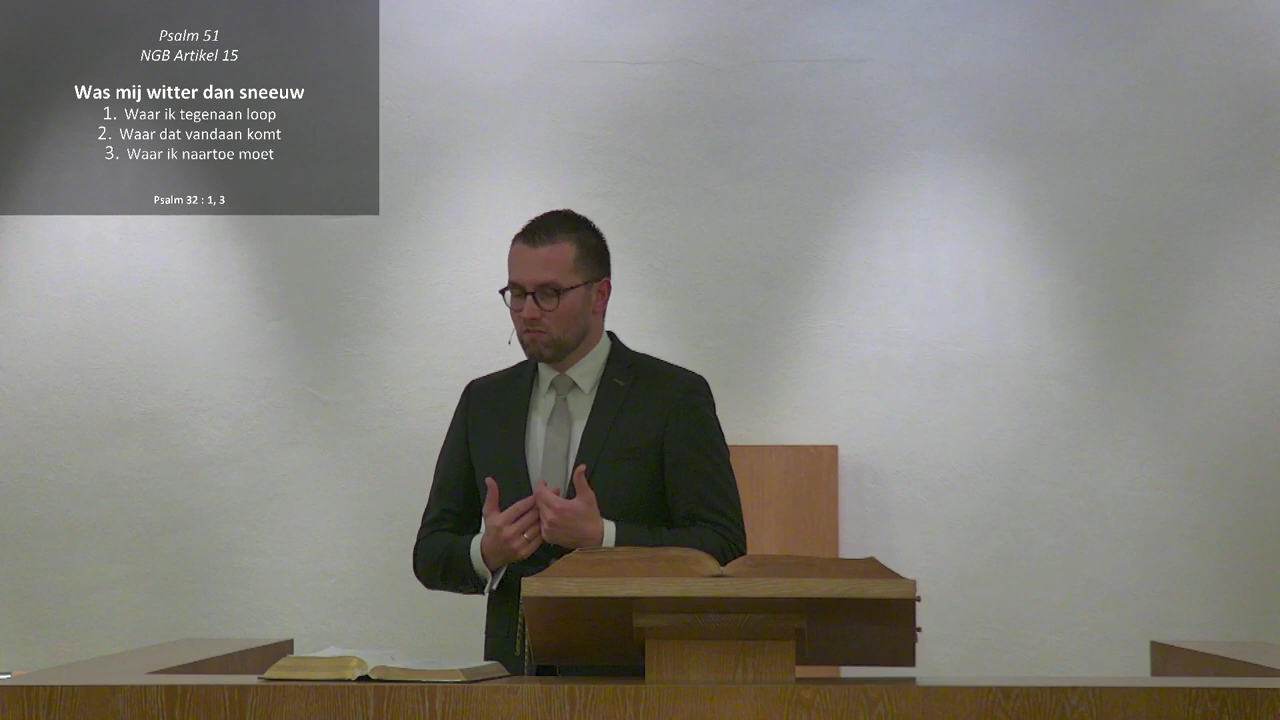 Psalm 51
NGB Artikel 15
Was mij witter dan sneeuw
1. Waar ik tegenaan loop
2. Waar dat vandaan komt
3. Waar ik naartoe moet
Psalm 32 : 1, 3